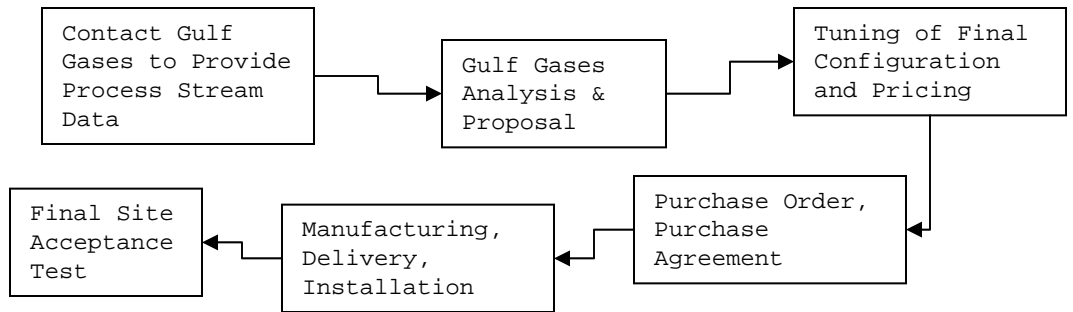 Contact Gulf
Gases to Provide
Process Stream
Data
Gulf Gases
Analysis &
Proposal
Tuning of Final
Configuration
and Pricing
Purchase Order,
Purchase
Agreement
Manufacturing,
Delivery,
Installation
Final Site
Acceptance
Test